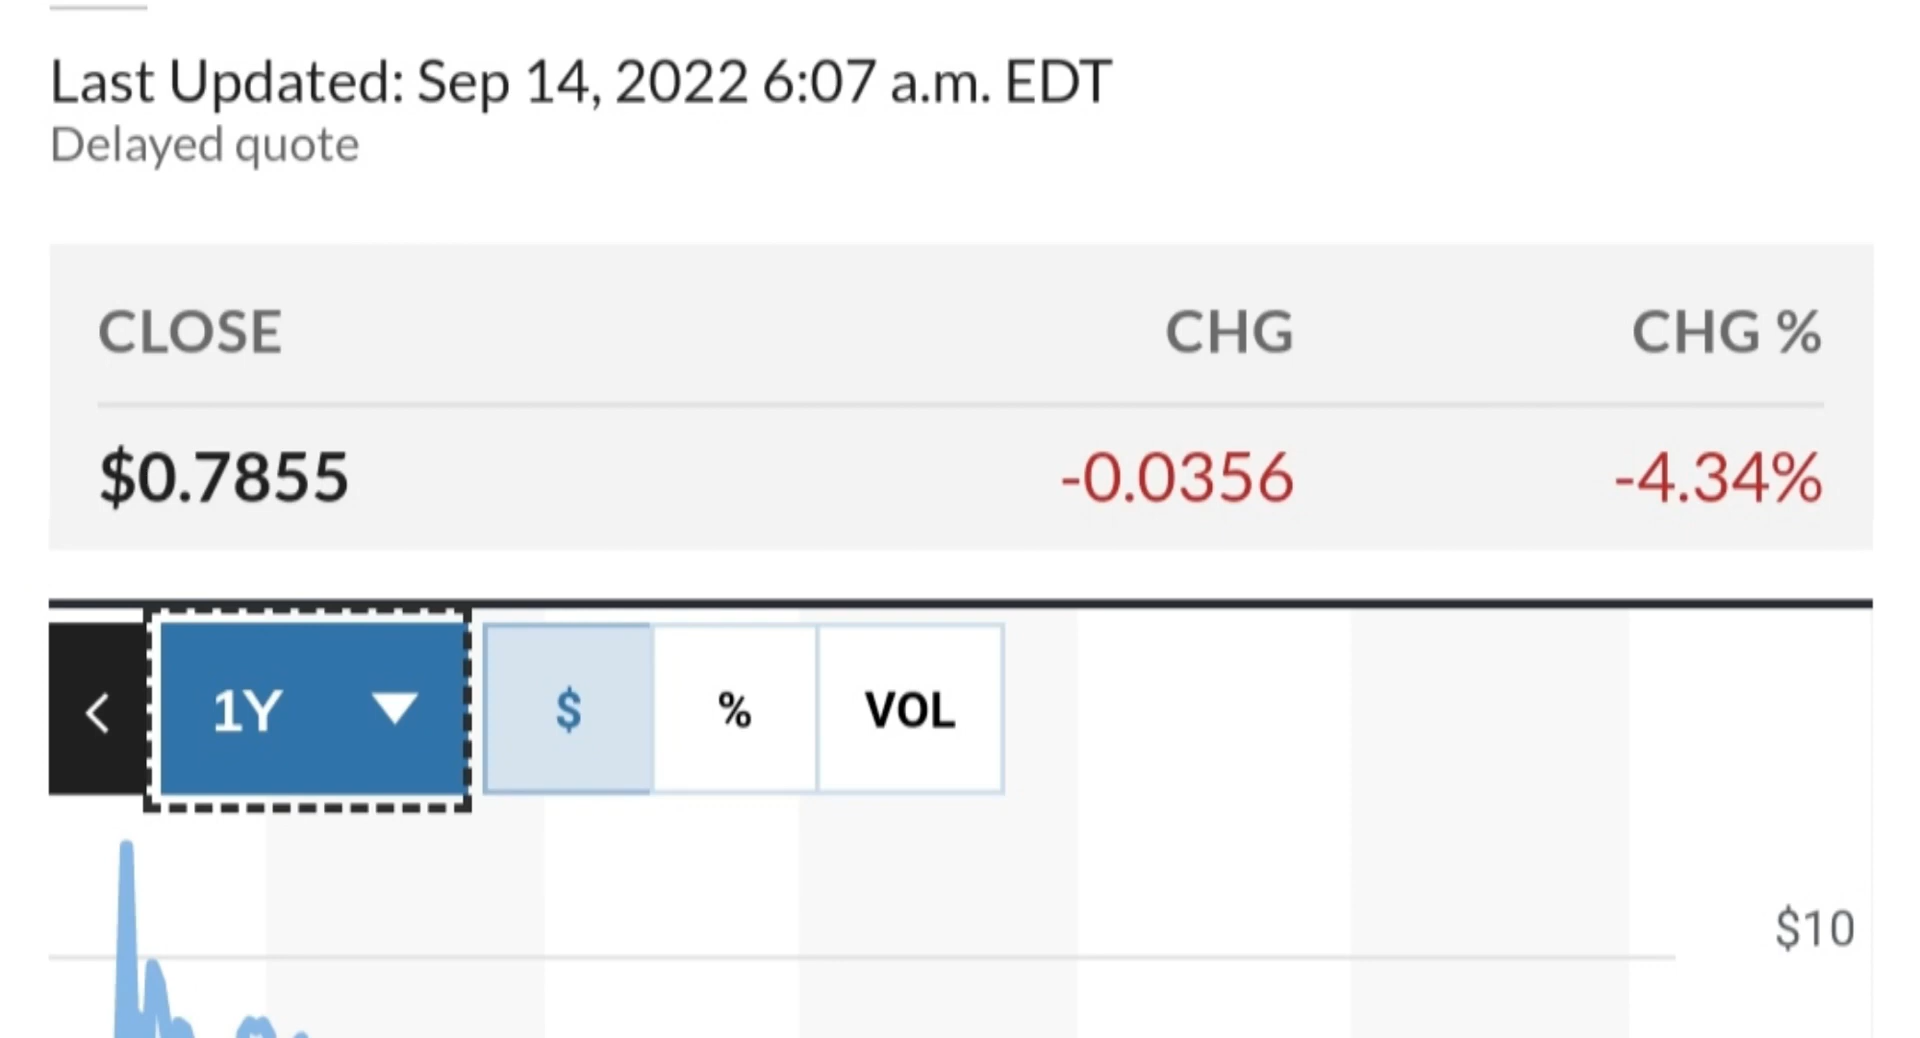 Last Updated: Sep 14, 2022 6:07 a.m. EDT
Delayed quote
CLOSE CHG CHG %
$0.7855 -0.0356 -4.34%
1Y $ % VOL
$10